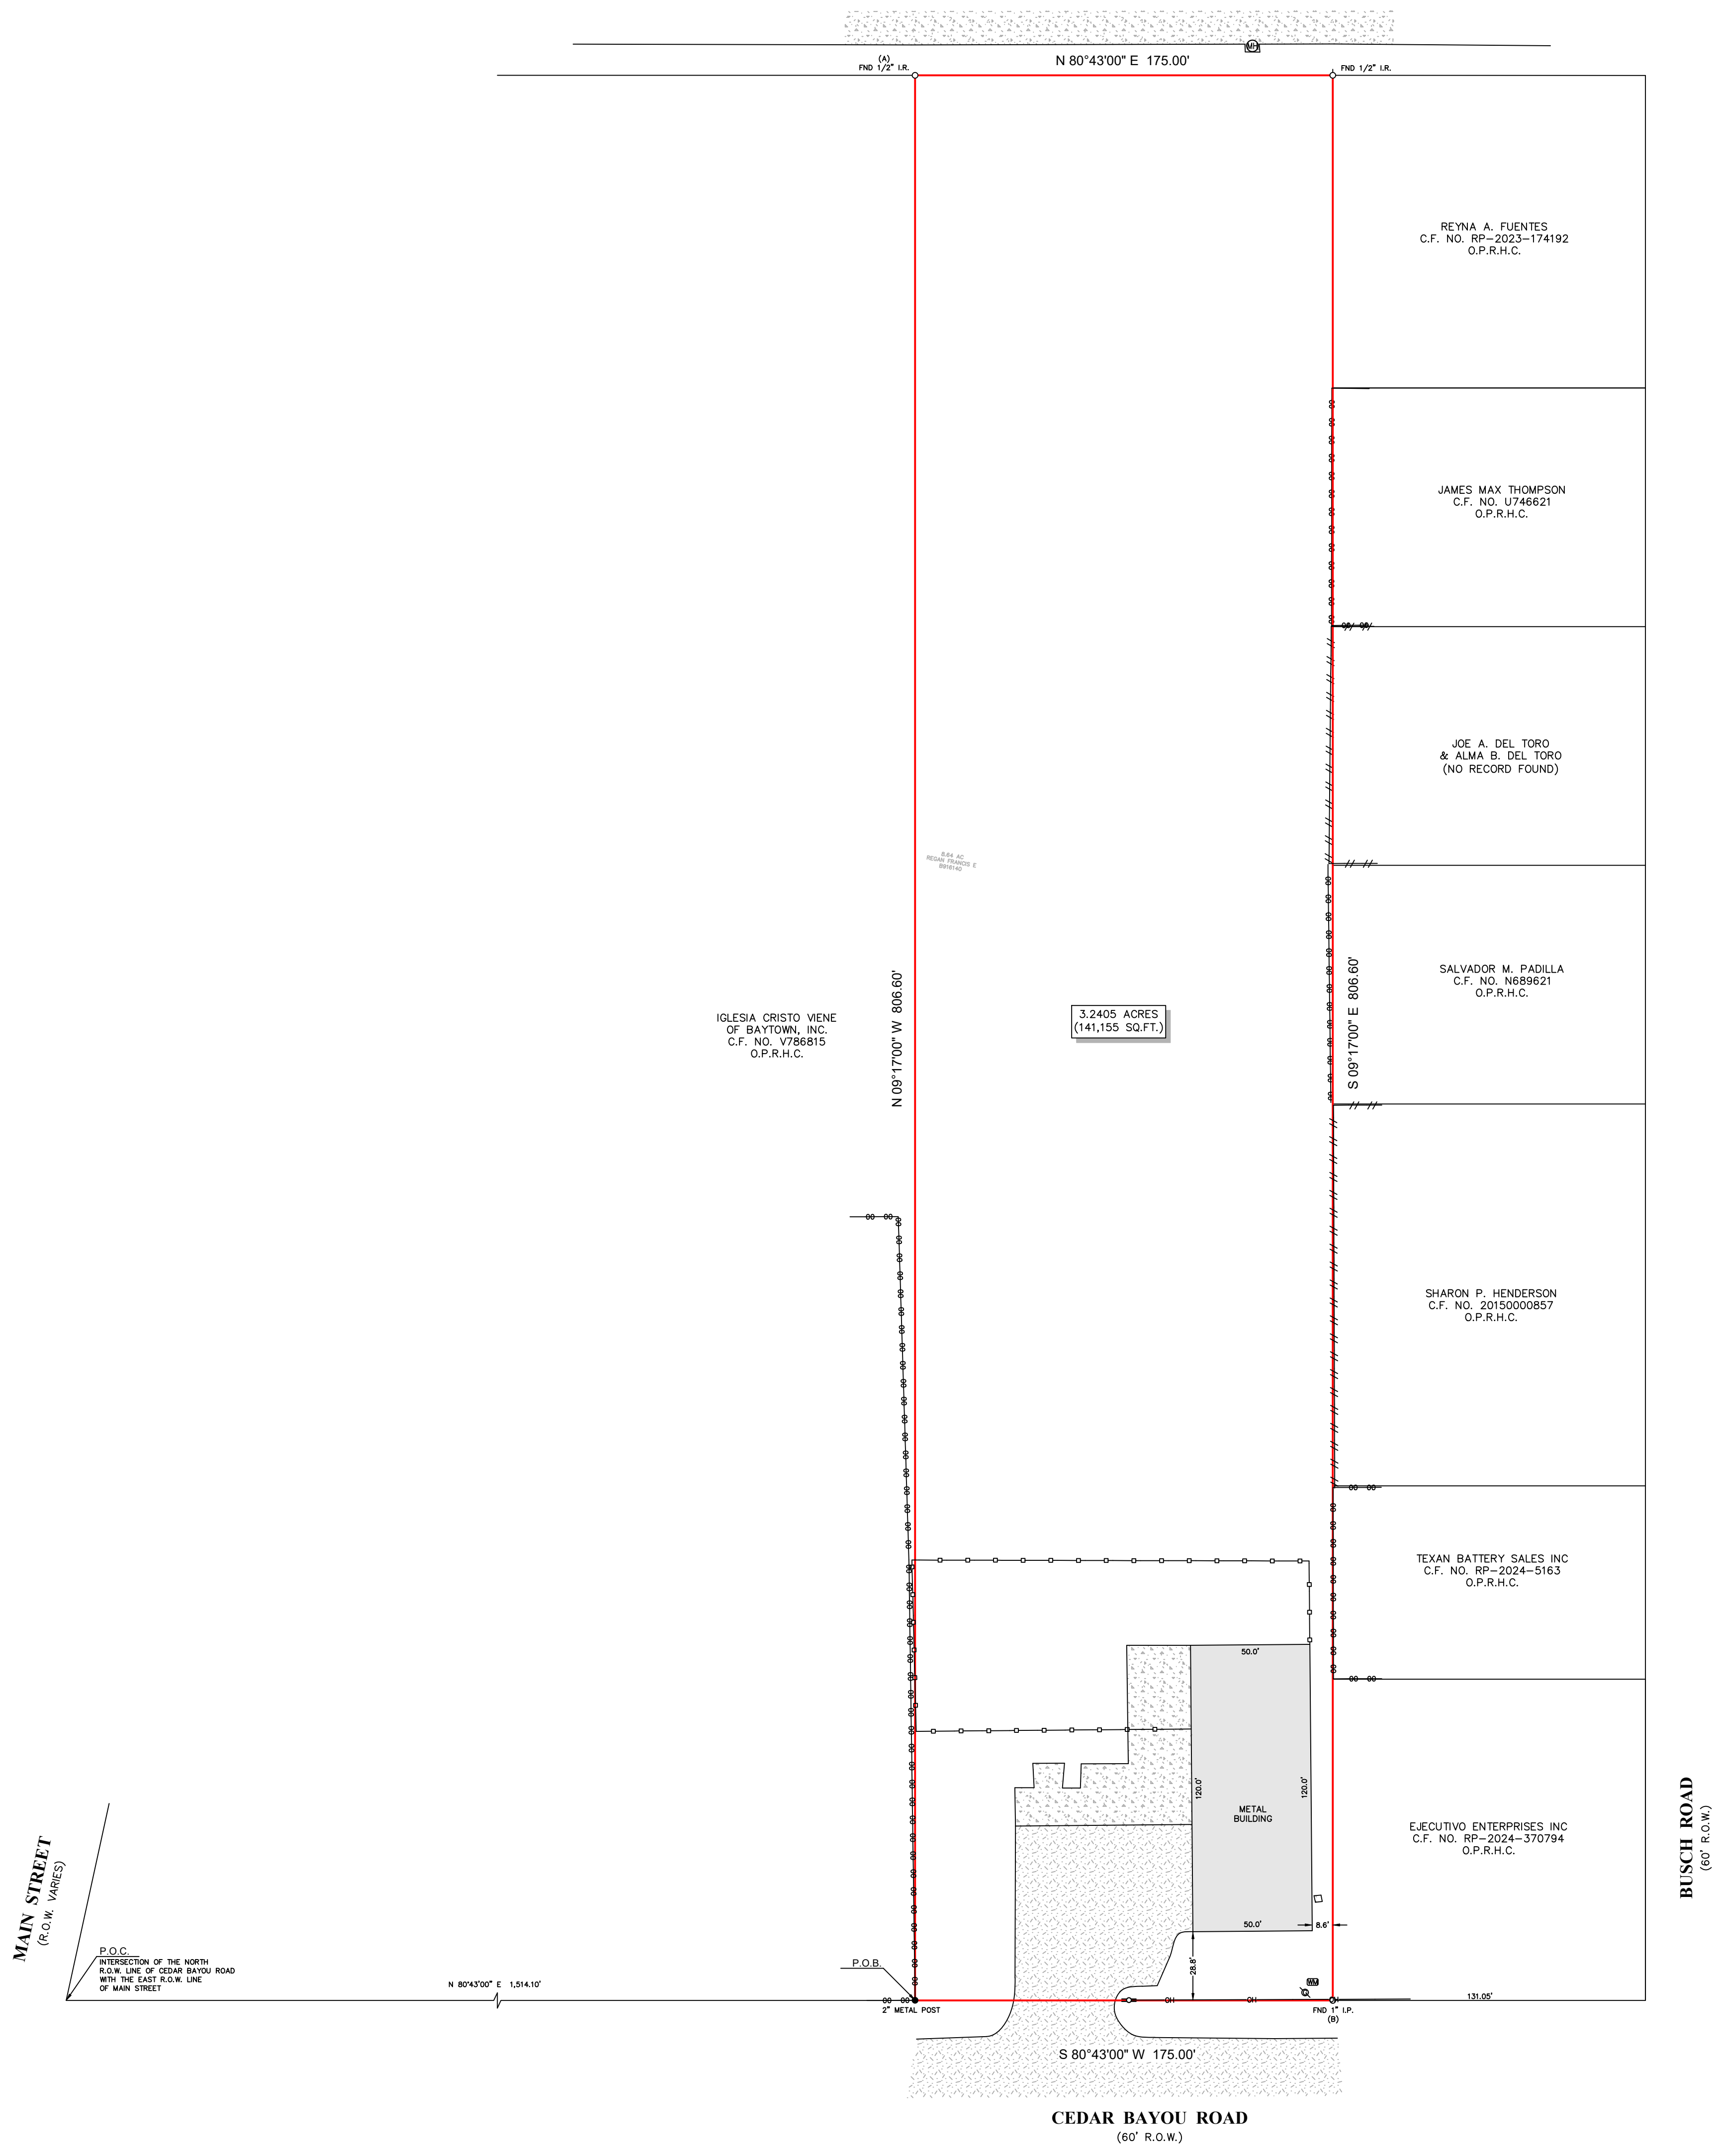 MH
(A)
FND 1/2" I.R.
N 80°43'00" E 175.00'
FND 1/2" I.R.
REYNA A. FUENTES
C.F. NO. RP-2023-174192
O.P.R.H.C.
JAMES MAX THOMPSON
C.F. NO. U746621
O.P.R.H.C.
JOE A. DEL TORO
& ALMA B. DEL TORO
(NO RECORD FOUND)
8.64 AC
REGAN FRANCIS E
SALVADOR M. PADILLA
C.F. NO. N689621
O.P.R.H.C.
N 09°17'00" W 806.60'
S 09°17'00" E 806.60'
3.2405 ACRES
(141,155 SQ.FT.)
IGLESIA CRISTO VIENE
OF BAYTOWN, INC.
C.F. NO. V786815
O.P.R.H.C.
SHARON P. HENDERSON
C.F. NO. 20150000857
O.P.R.H.C.
TEXAN BATTERY SALES INC
C.F. NO. RP-2024-5163
O.P.R.H.C.
50.0'
120.0'
120.0'
METAL
BUILDING
EJECUTIVO ENTERPRISES INC
C.F. NO. RP-2024-370794
O.P.R.H.C.
BUSCH ROAD
(60' R.O.W.)
MAIN STREET
(R.O.W. VARIES)
50.0'
8.6'
28.8'
P.O.C.
INTERSECTION OF THE NORTH
R.O.W. LINE OF CEDAR BAYOU ROAD
WITH THE EAST R.O.W. LINE
OF MAIN STREET
P.O.B.
N 80°43'00" E 1,514.10'
WM
OH OH
131.05'
2" METAL POST
FND 1" I.P.
(B)
S 80°43'00" W 175.00'
CEDAR BAYOU ROAD
(60' R.O.W.)